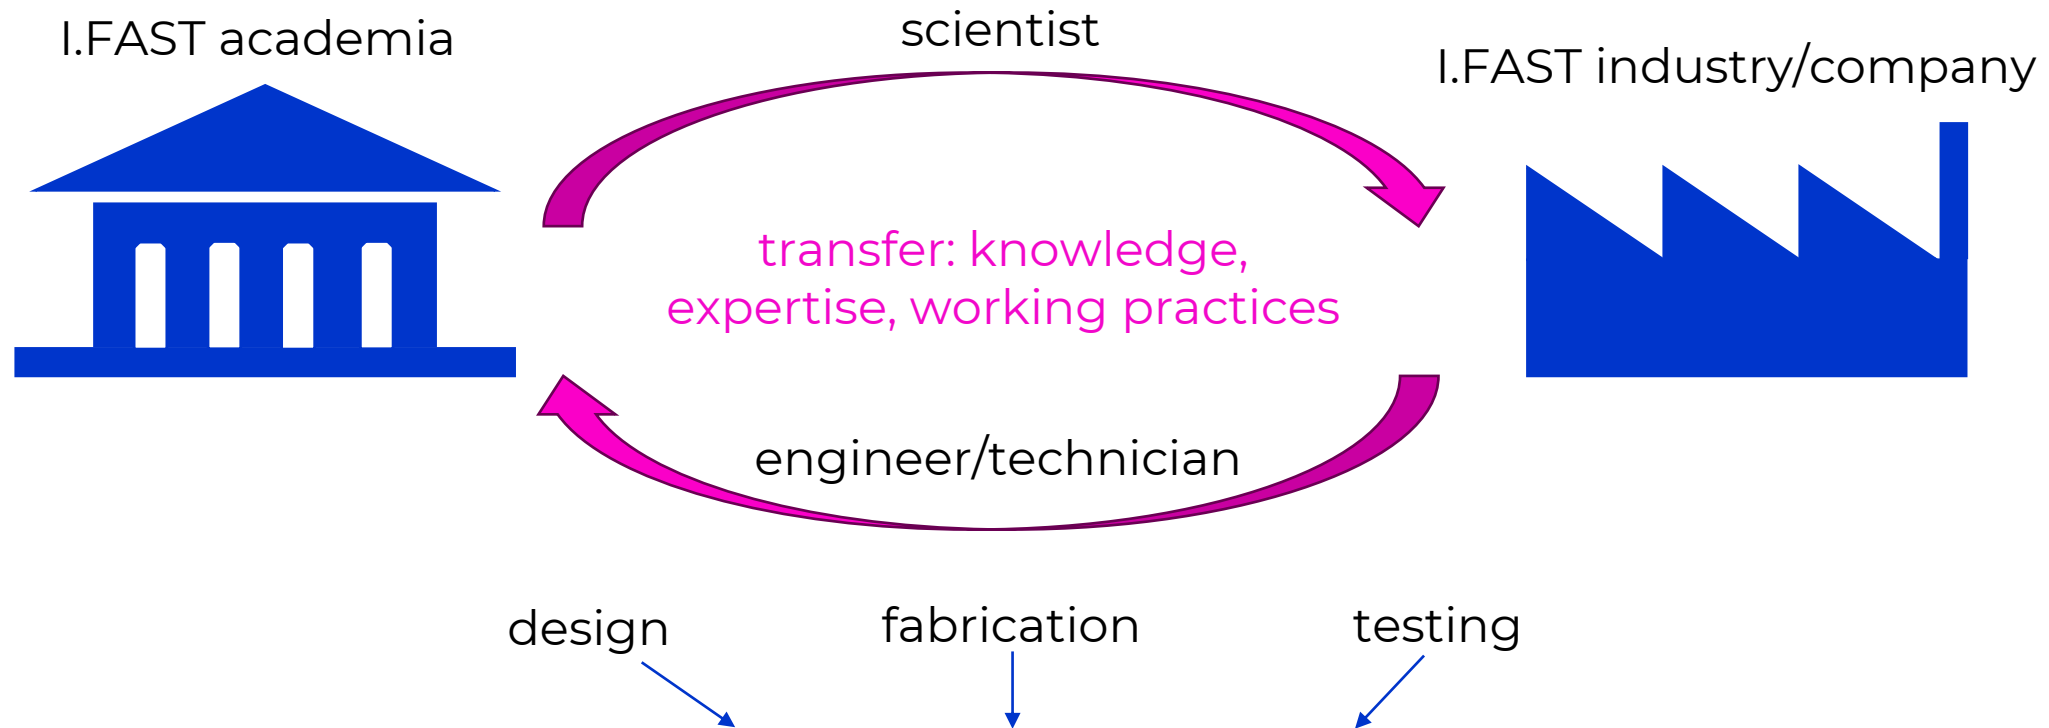 I.FAST academia
scientist
I.FAST industry/company
transfer: knowledge,
expertise, working practices
engineer/technician
design
fabrication
testing